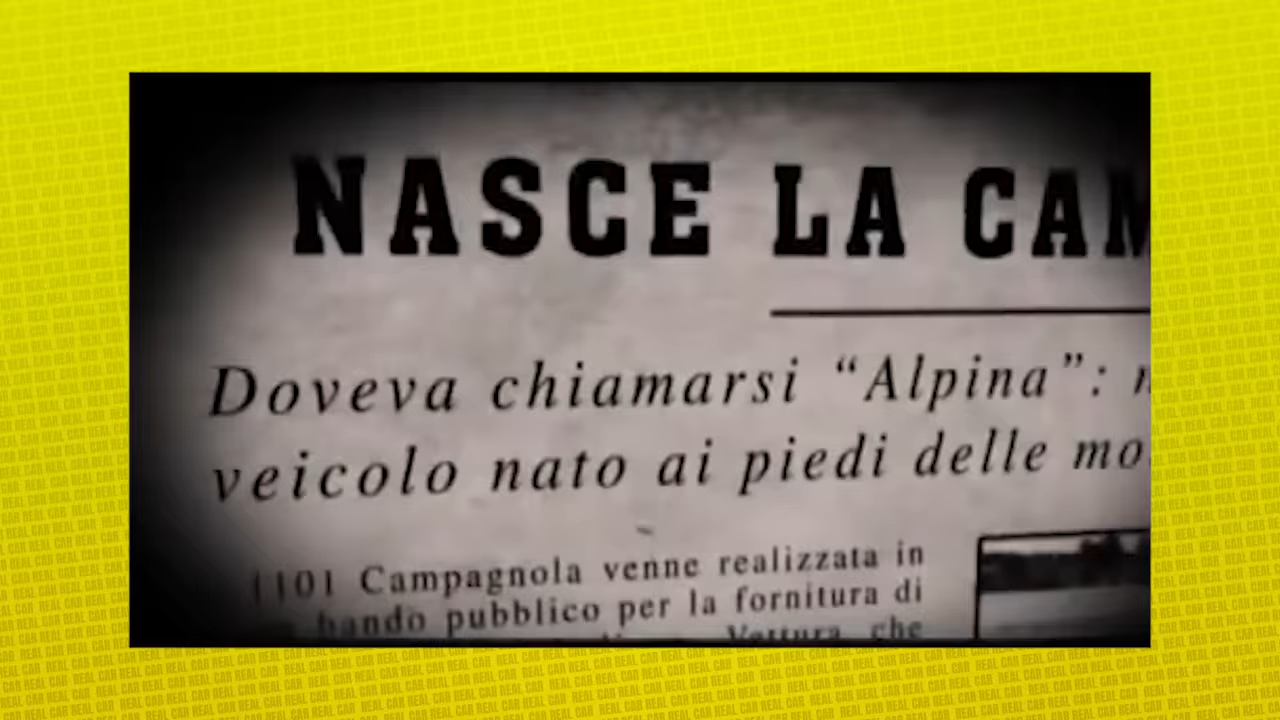 NASCE LA CAM
Doveva chiamarsi “Alpina”: n
veicolo nato ai piedi delle mo
1101 Campagnola venne realizzata in
bando pubblico per la fornitura di
Vettura che